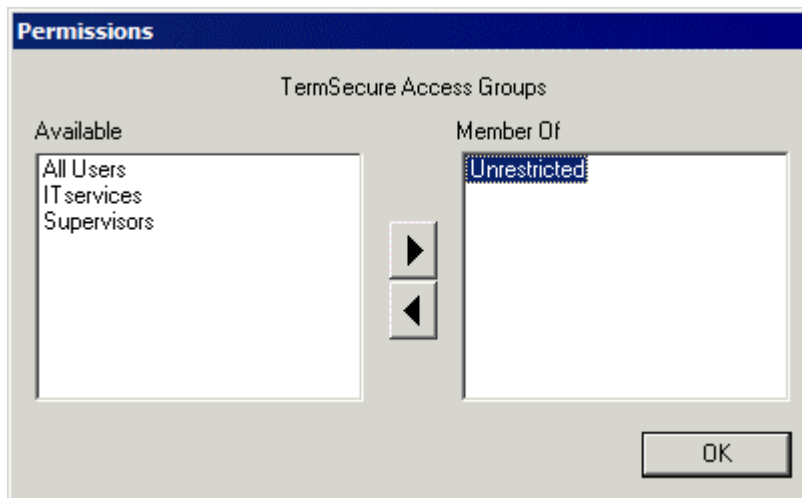 Permissions
TermSecure Access Groups
Available
Member Of
All Users
ITservices
Supervisors
Unrestricted
OK